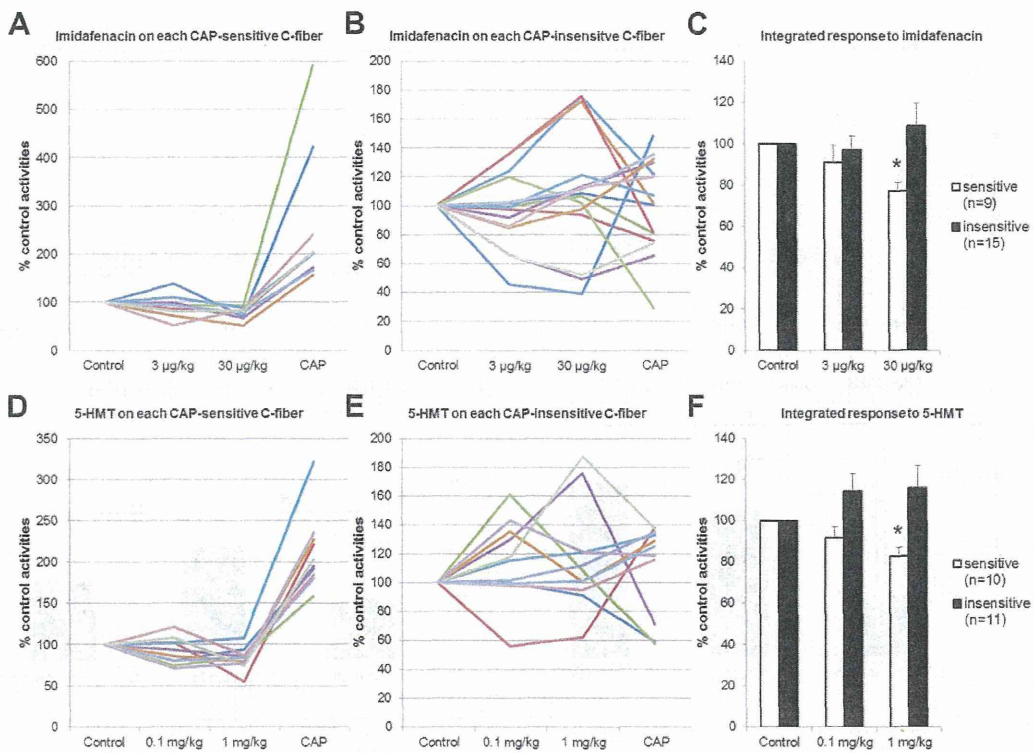 A
Imidafenacin on each CAP-sensitive C-fiber
% control activities
600
500
400
300
200
100
0
Control 3 µg/kg 30 µg/kg CAP
B
Imidafenacin on each CAP-insensitve C-fiber
% control activities
200
180
160
140
120
100
80
60
40
20
0
Control 3 µg/kg 30 µg/kg CAP
C
Integrated response to imidafenacin
% control activities
140
120
100
80
60
40
20
0
*
Control 3 µg/kg 30 µg/kg
sensitive
(n=9)
insensitive
(n=15)
D
5-HMT on each CAP-sensitive C-fiber
% control activities
350
300
250
200
150
100
50
0
Control 0.1 mg/kg 1 mg/kg CAP
E
5-HMT on each CAP-insensitive C-fiber
% control activities
200
180
160
140
120
100
80
60
40
20
0
Control 0.1 mg/kg 1 mg/kg CAP
F
Integrated response to 5-HMT
% control activities
140
120
100
80
60
40
20
0
*
Control 0.1 mg/kg 1 mg/kg
sensitive
(n=10)
insensitive
(n=11)